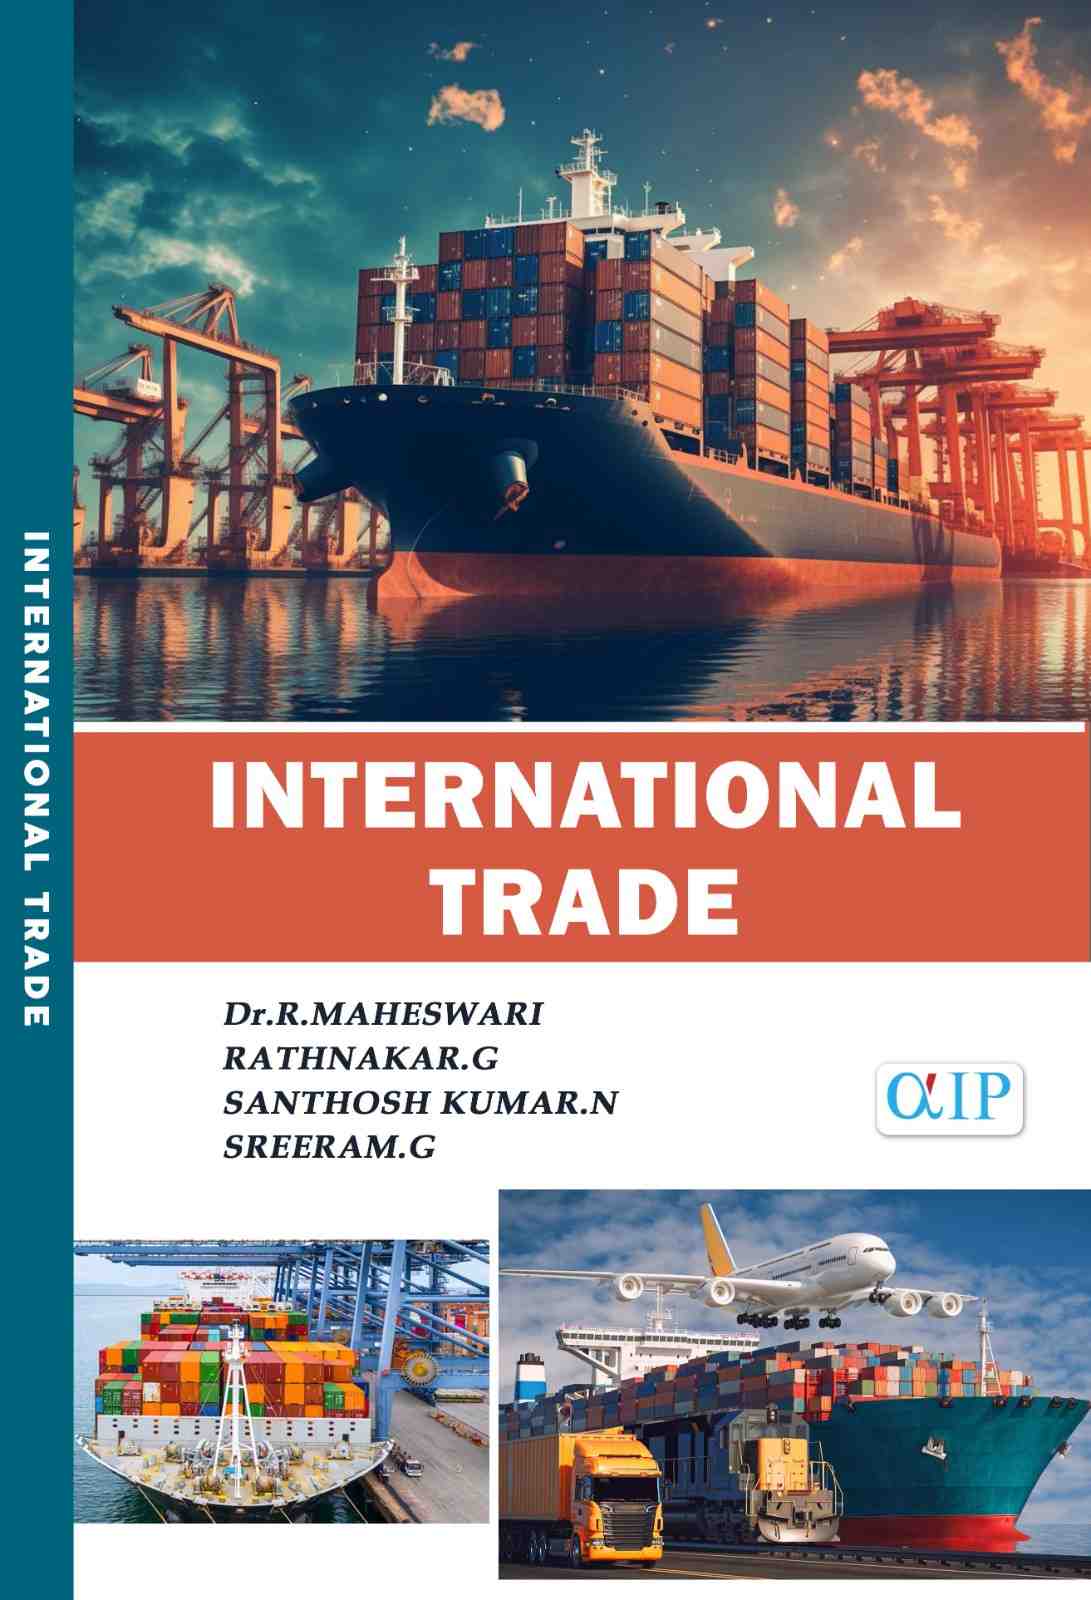 INTERNATIONAL TRADE
INTERNATIONAL
TRADE
Dr.R.MAHESWARI
RATHNAKAR.G
SANTHOSH KUMAR.N
SREERAM.G
αIP